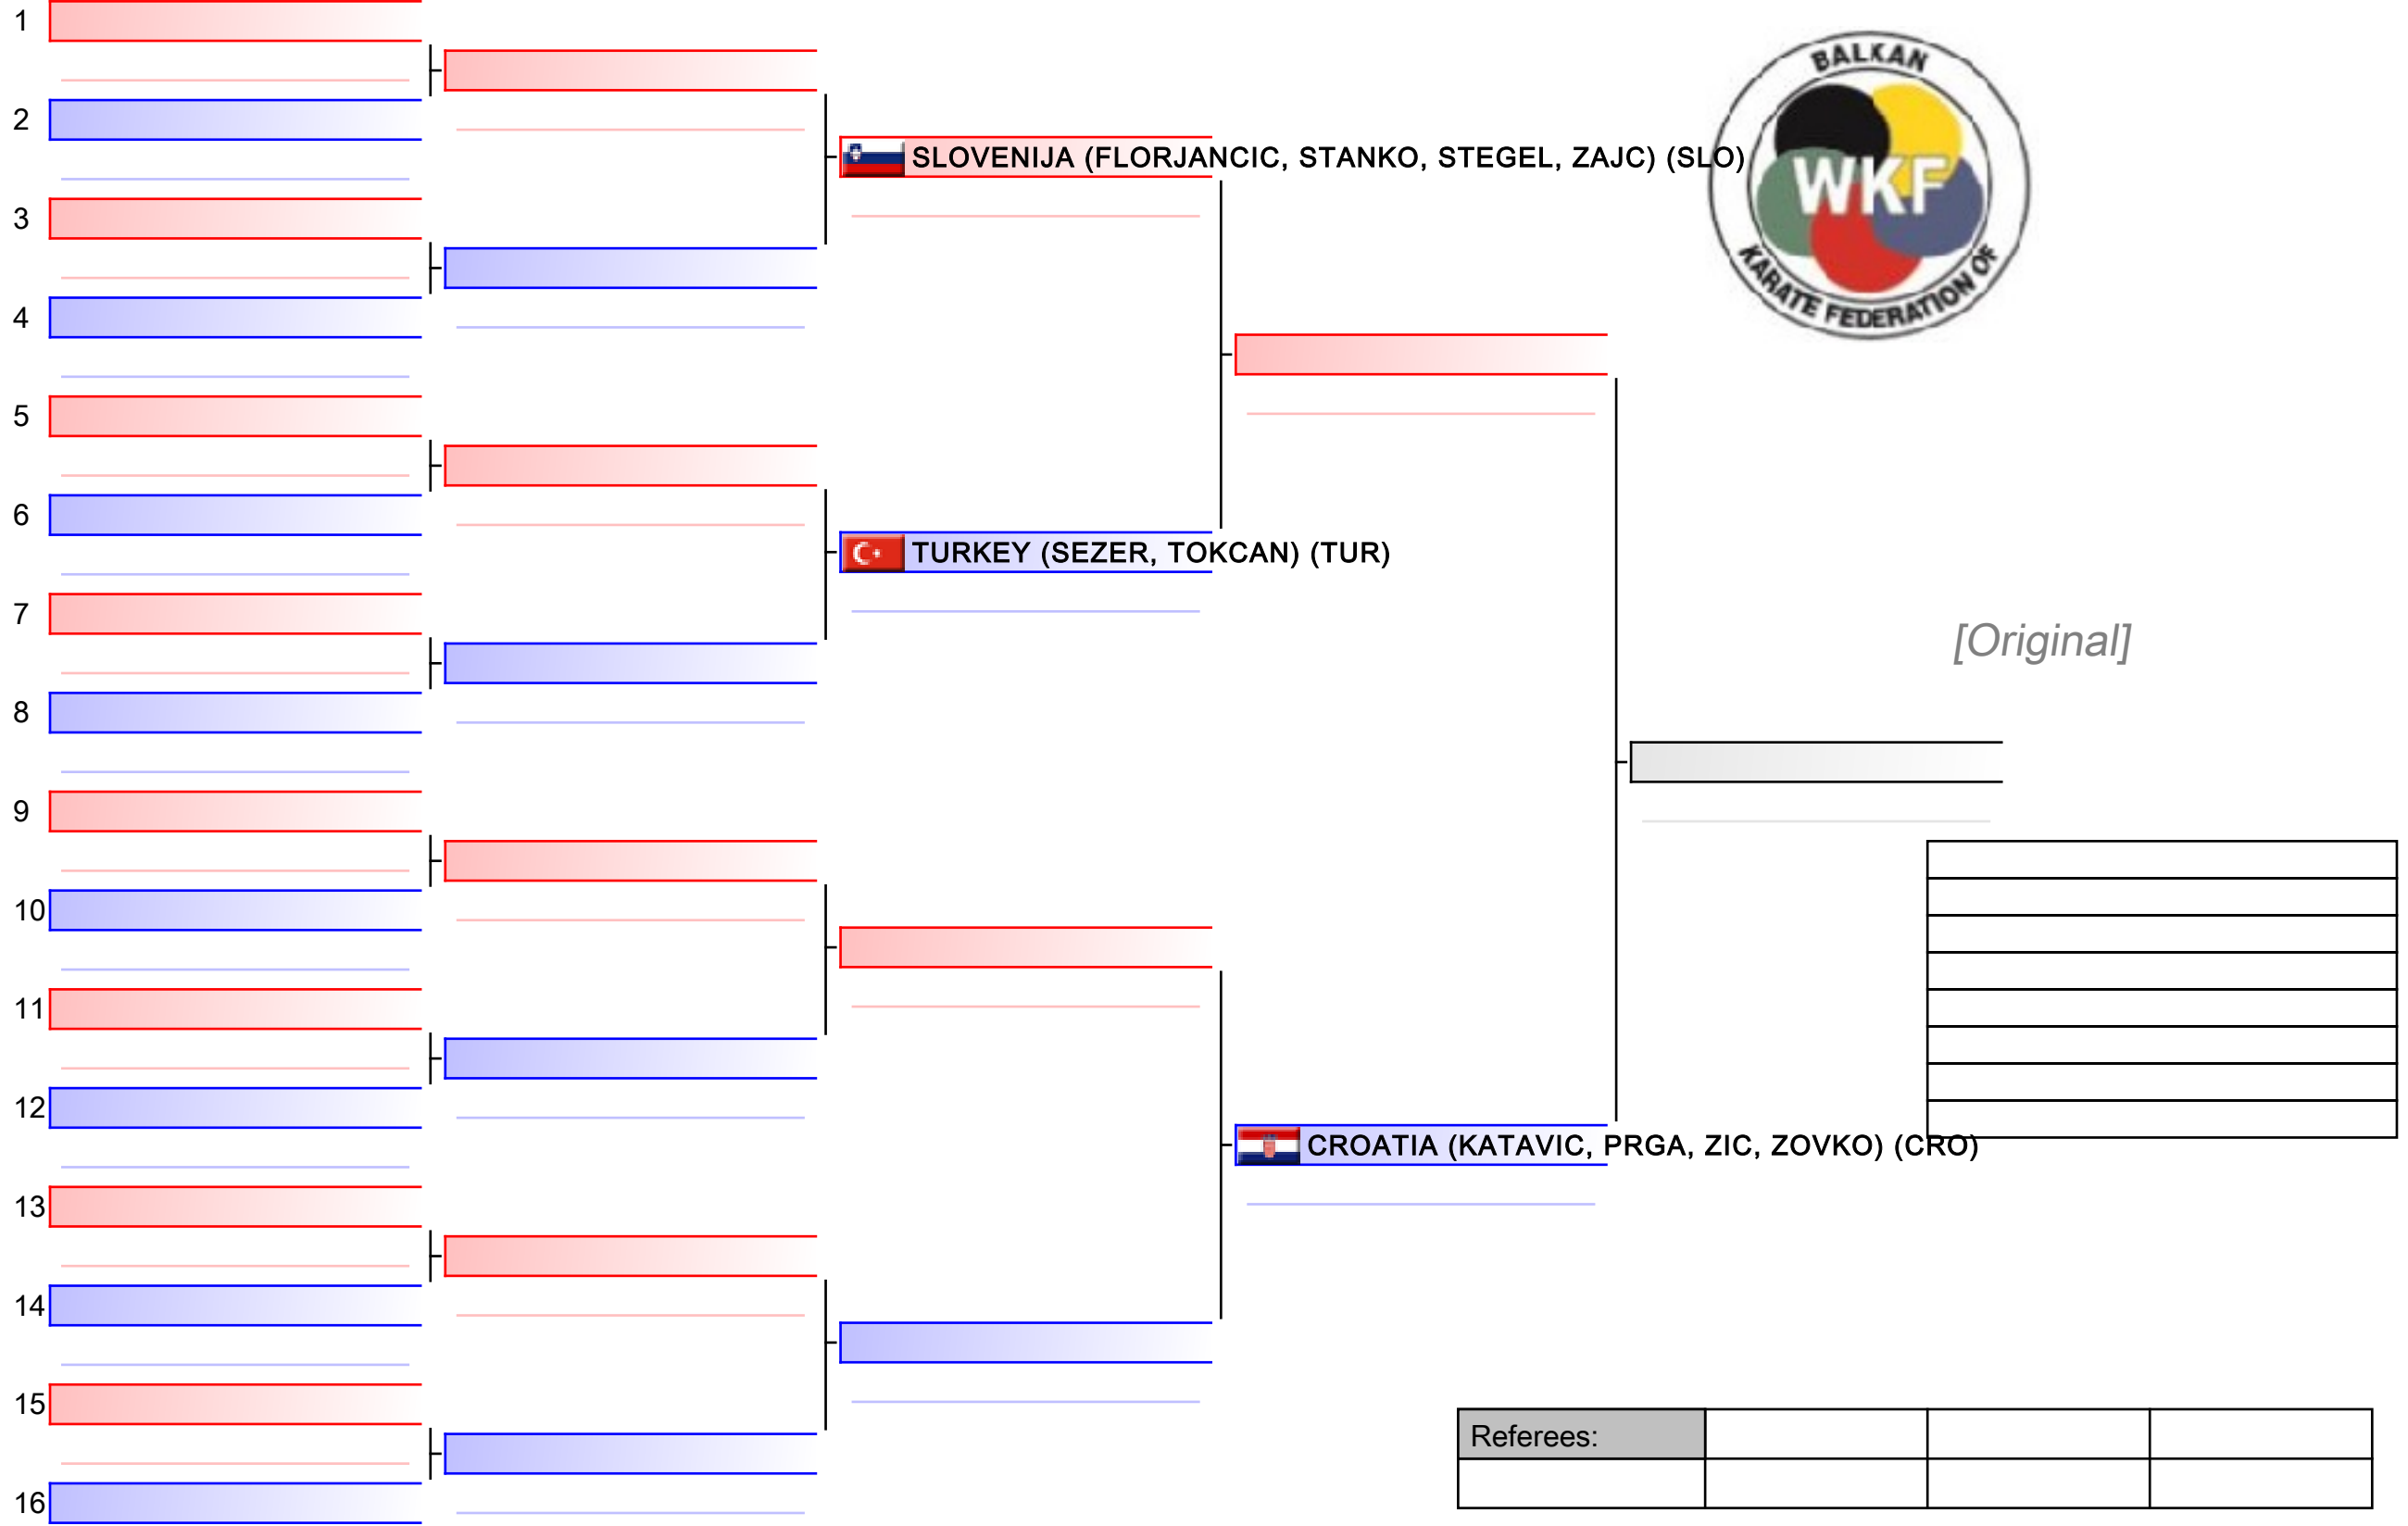 1
2
3
4
5
6
7
8
9
10
11
12
13
14
15
16
SLOVENIJA (FLORJANCIC, STANKO, STEGEL, ZAJC) (SLO)
TURKEY (SEZER, TOKCAN) (TUR)
CROATIA (KATAVIC, PRGA, ZIC, ZOVKO) (CRO)
BALKAN
WKF
KARATE FEDERATION OF
[Original]
Referees: